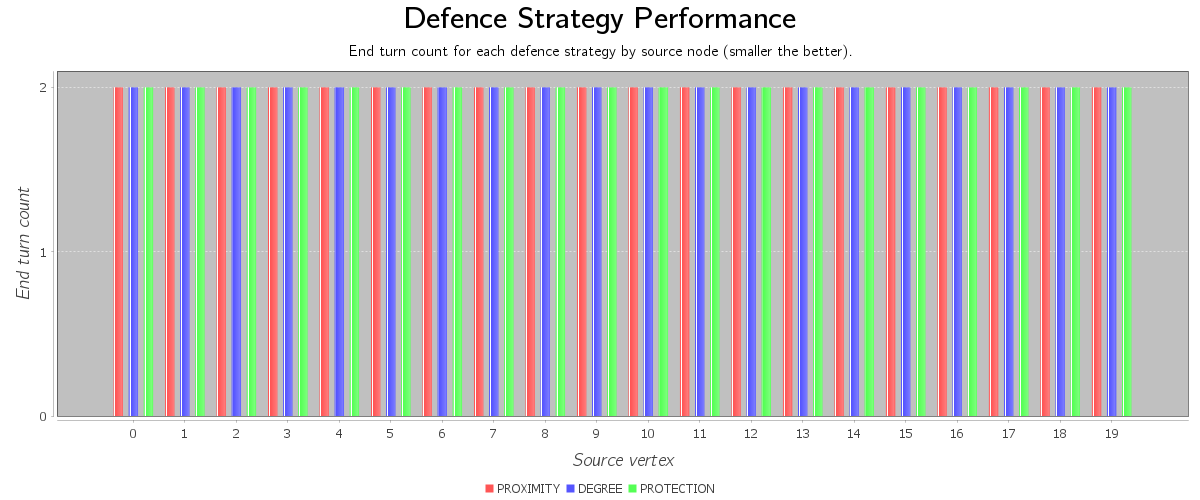 Defence Strategy Performance
End turn count for each defence strategy by source node (smaller the better).
End turn count
2
1
0
0 1 2 3 4 5 6 7 8 9 10 11 12 13 14 15 16 17 18 19
Source vertex
PROXIMITY DEGREE PROTECTION